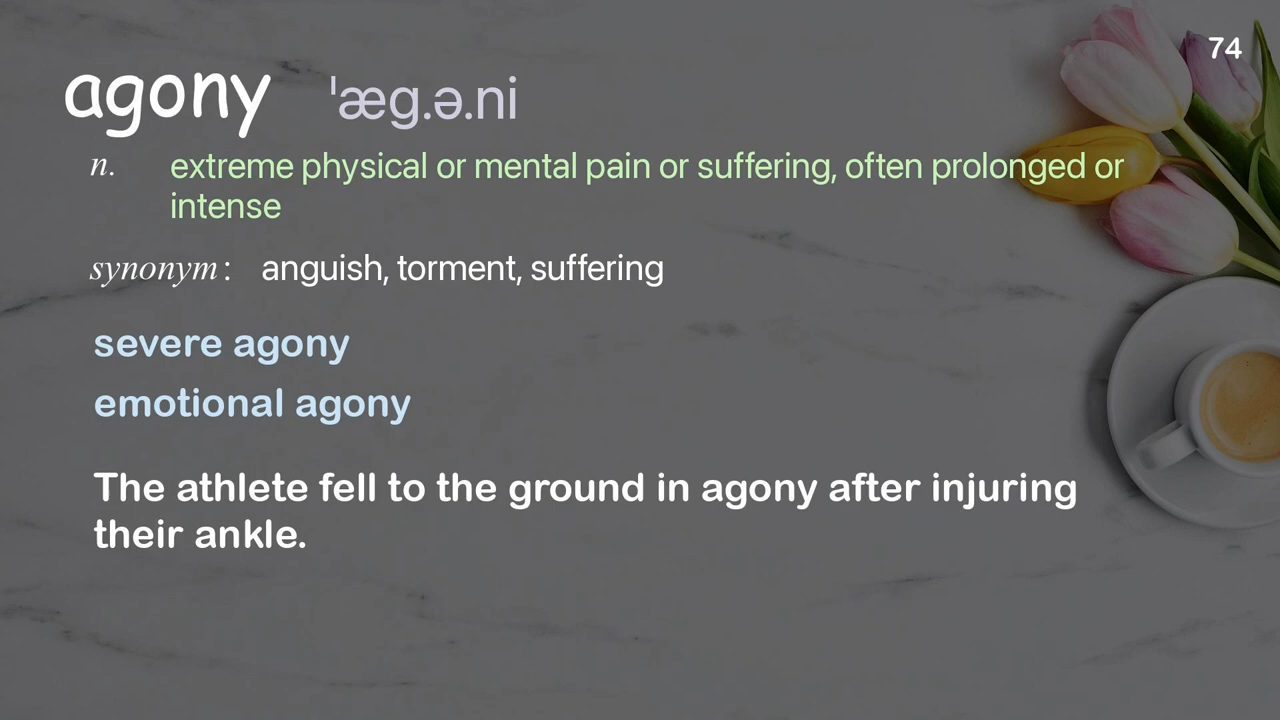 74
agony ˈæɡ.ə.ni
n. extreme physical or mental pain or suffering, often prolonged or
intense
synonym: anguish, torment, suffering
severe agony
emotional agony
The athlete fell to the ground in agony after injuring
their ankle.